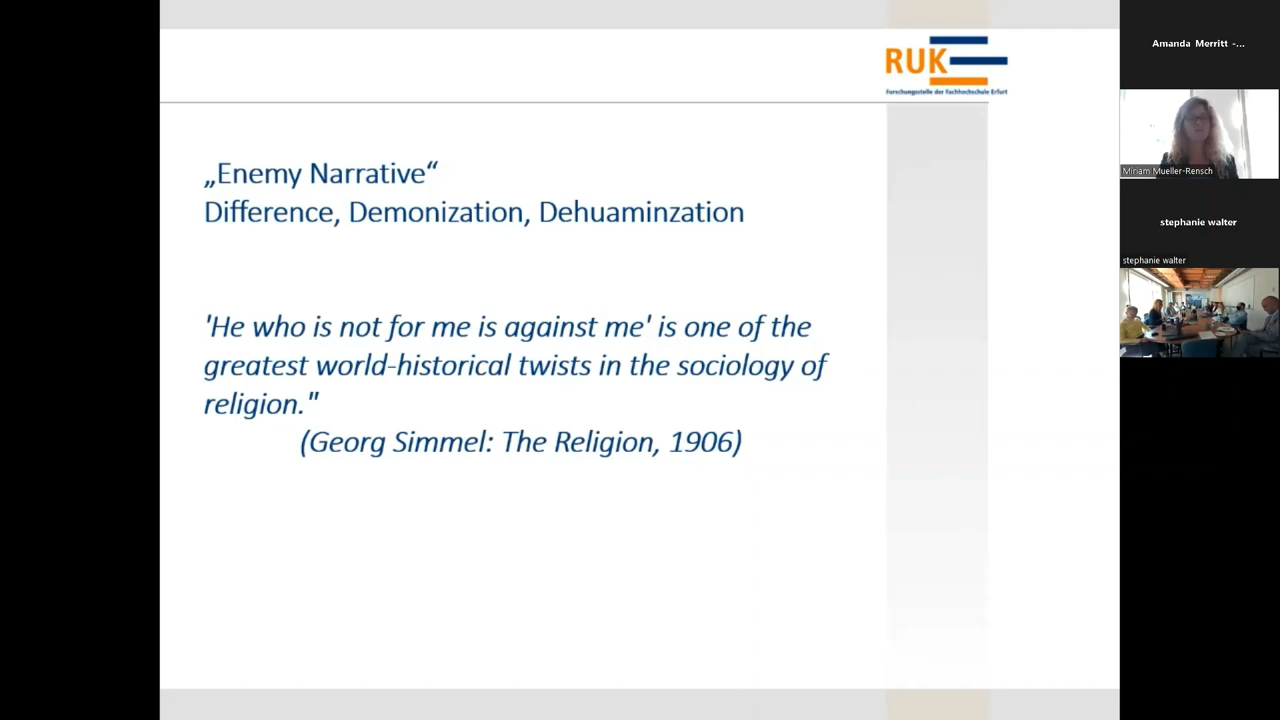 RUK
Forschungsstelle der Fachhochschule Erfurt
„Enemy Narrative“
Difference, Demonization, Dehuaminzation
'He who is not for me is against me' is one of the
greatest world-historical twists in the sociology of
religion."
(Georg Simmel: The Religion, 1906)
Amanda Merritt -...
Miriam Mueller-Rensch
stephanie walter
stephanie walter